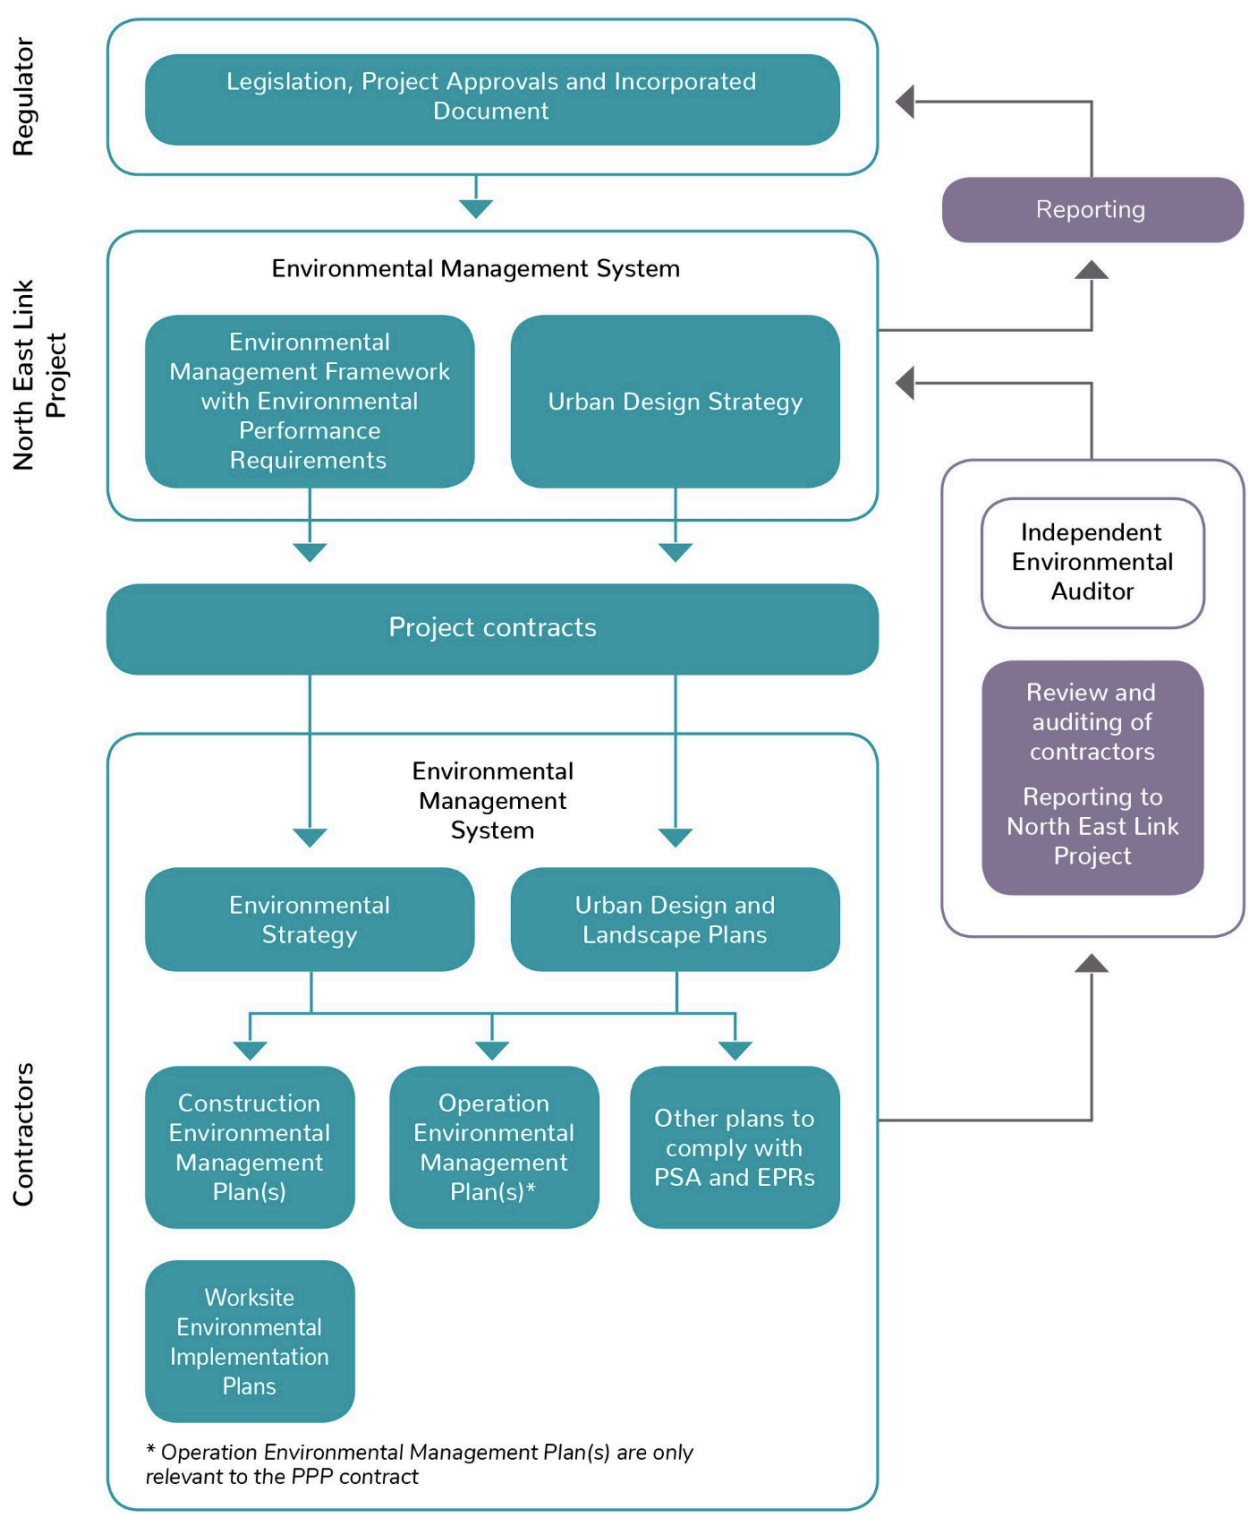 Regulator
Legislation, Project Approvals and Incorporated
Document
Reporting
North East Link
Project
Environmental Management System
Environmental
Management Framework
with Environmental
Performance
Requirements
Urban Design Strategy
Independent
Environmental
Auditor
Project contracts
Review and
auditing of
contractors
Reporting to
North East Link
Project
Contractors
Environmental
Management
System
Environmental
Strategy
Urban Design and
Landscape Plans
Construction
Environmental
Management
Plan(s)
Operation
Environmental
Management
Plan(s)*
Other plans to
comply with
PSA and EPRs
Worksite
Environmental
Implementation
Plans
* Operation Environmental Management Plan(s) are only
relevant to the PPP contract